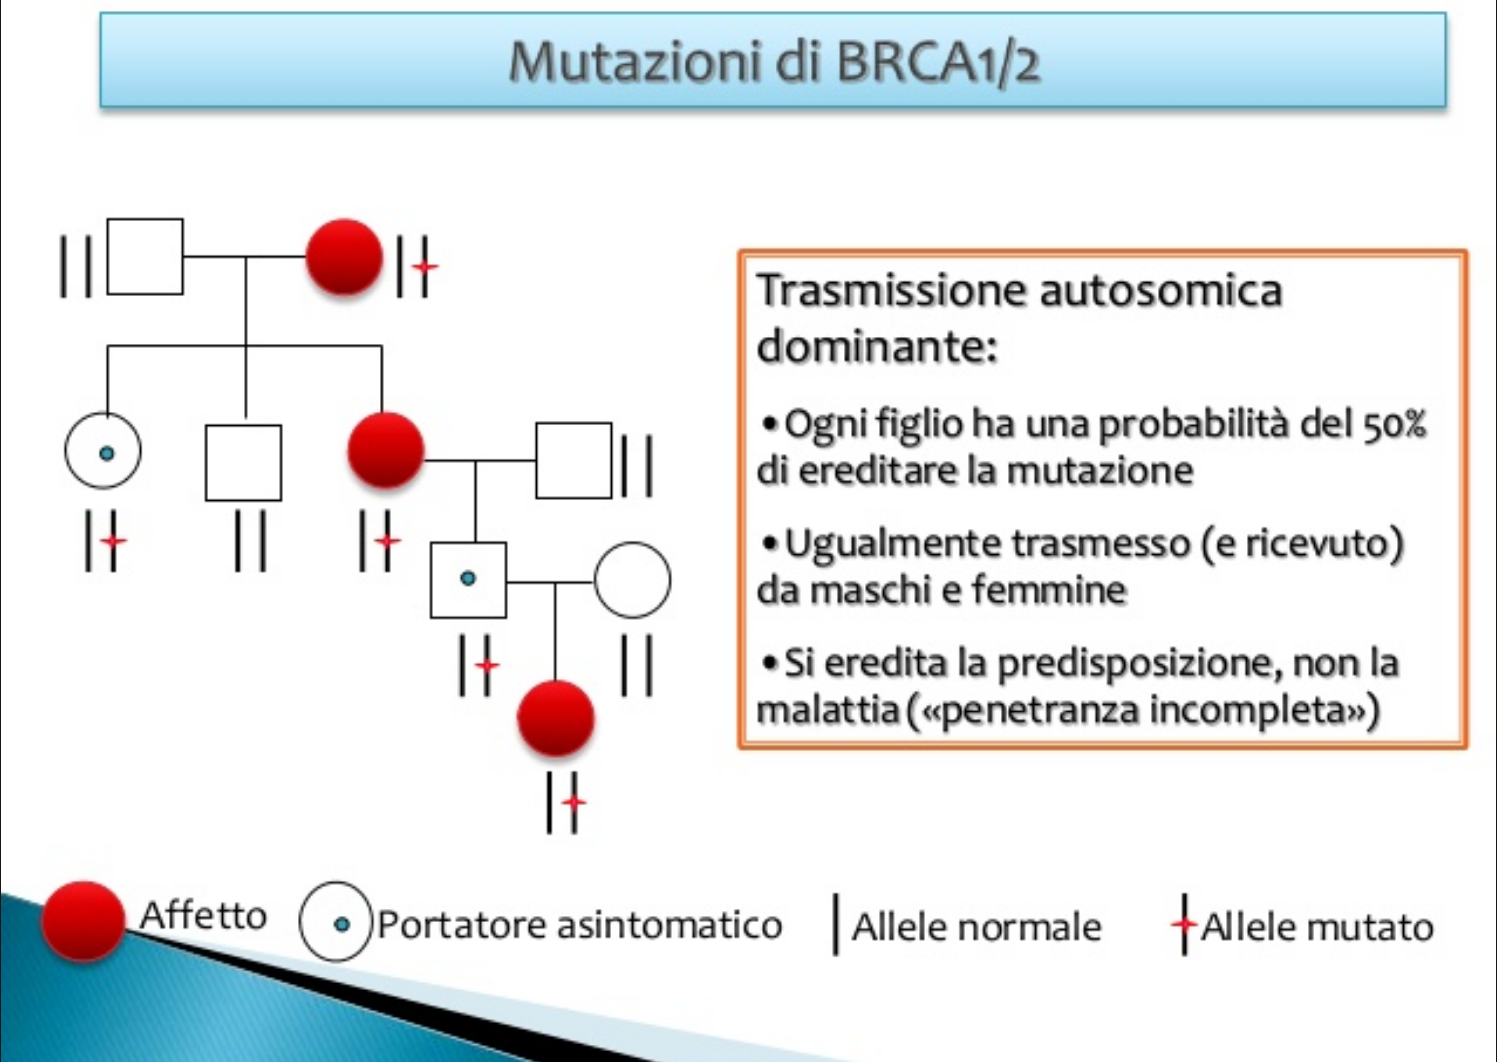 Mutazioni di BRCA1/2
Trasmissione autosomica
dominante:
•Ogni figlio ha una probabilità del 50%
di ereditare la mutazione
•Ugualmente trasmesso (e ricevuto)
da maschi e femmine
•Si eredita la predisposizione, non la
malattia («penetranza incompleta»)
Affetto
Portatore asintomatico
Allele normale
Allele mutato